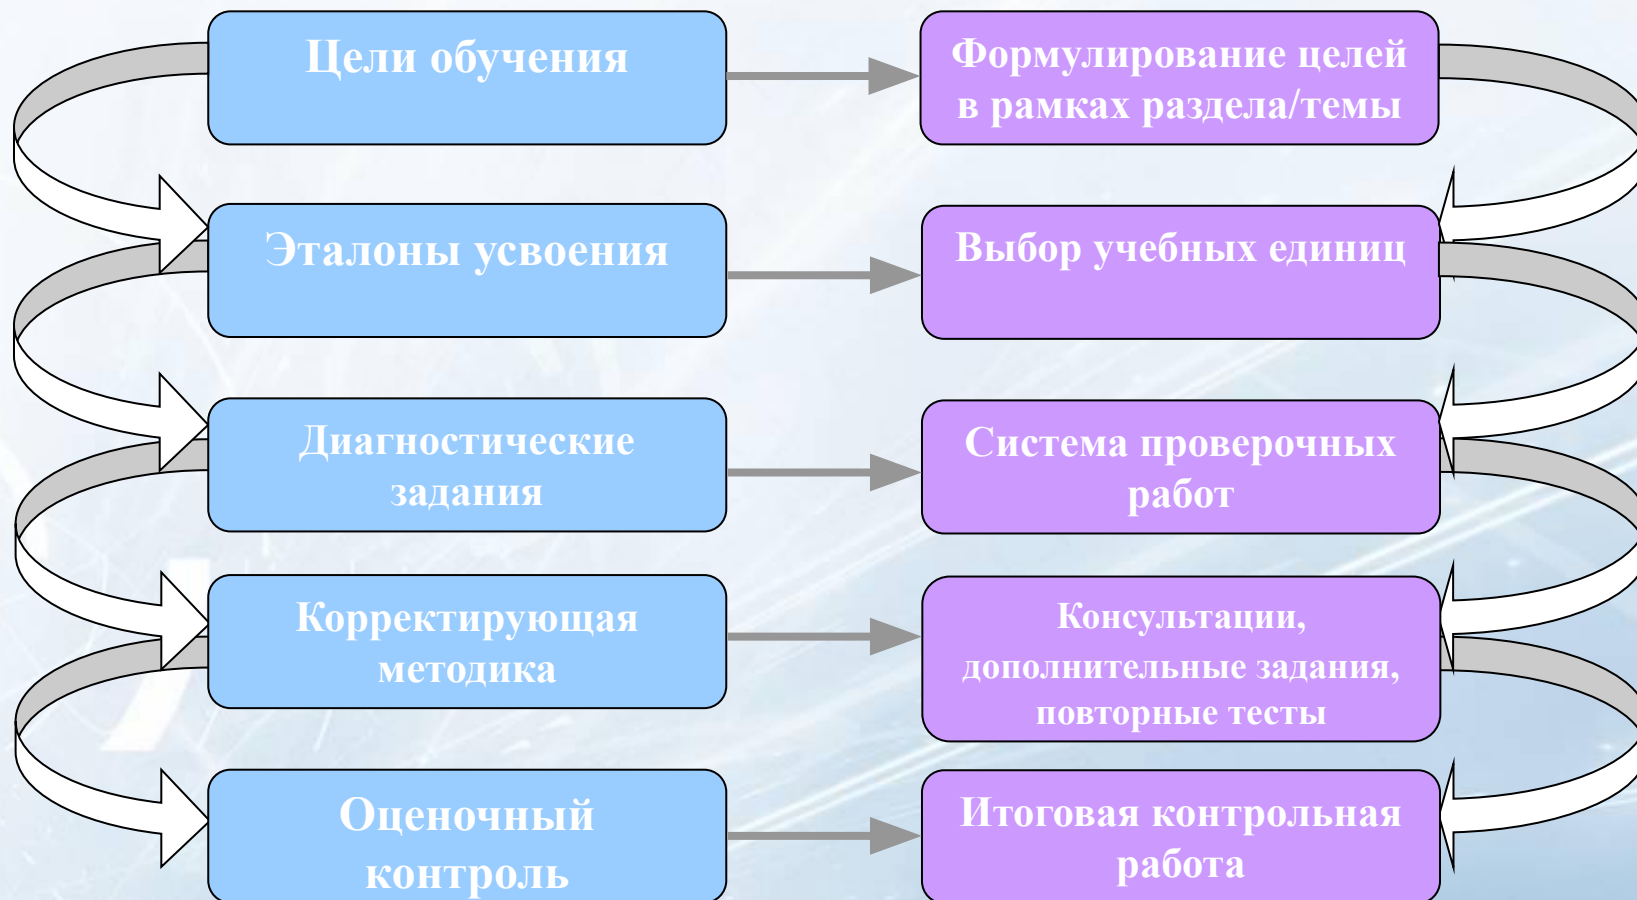 Цели обучения
Формулирование целей
в рамках раздела/темы
Эталоны усвоения
Выбор учебных единиц
Диагностические
задания
Система проверочных
работ
Корректирующая
методика
Консультации,
дополнительные задания,
повторные тесты
Оценочный
контроль
Итоговая контрольная
работа